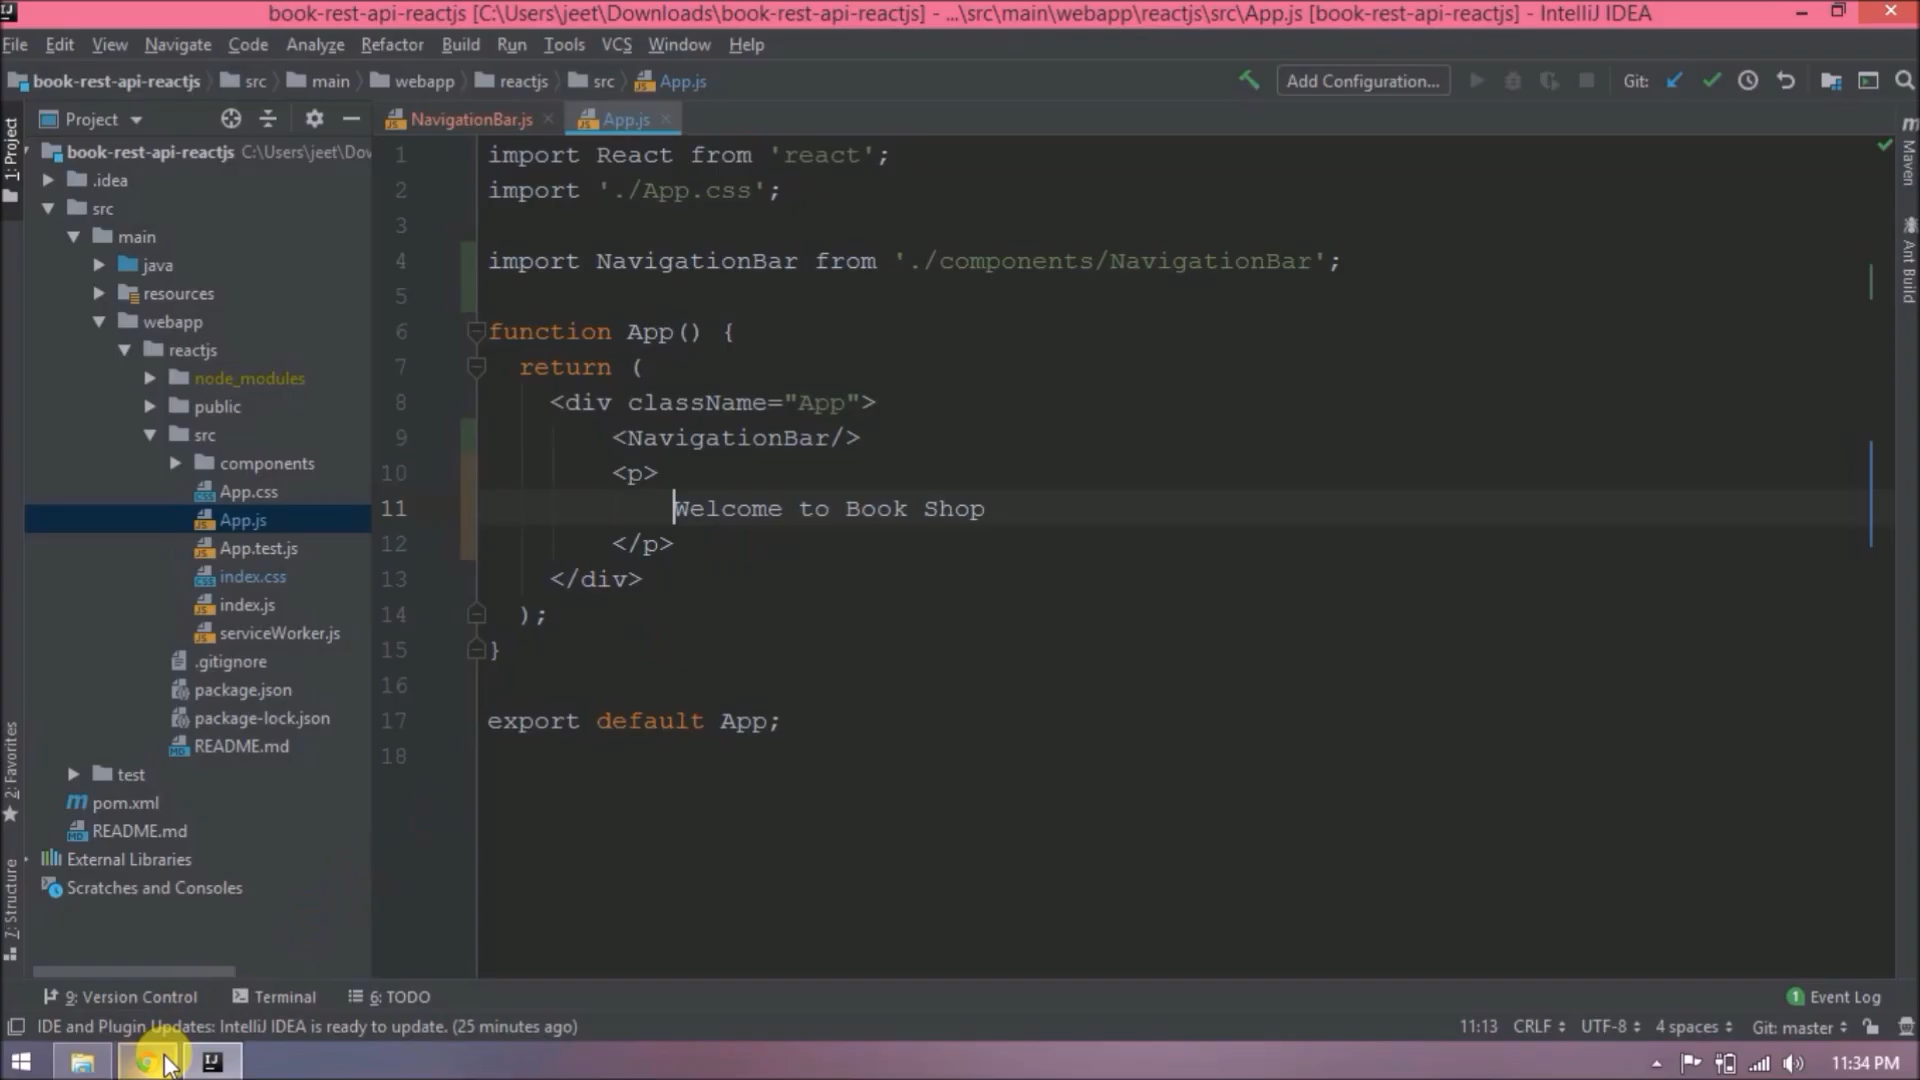 book-rest-api-reactjs [C:\Users\jeet\Downloads\book-rest-api-reactjs] - ...\src\main\webapp\reactjs\src\App.js [book-rest-api-reactjs] - IntelliJ IDEA
File Edit View Navigate Code Analyze Refactor Build Run Tools VCS Window Help
book-rest-api-reactjs src main webapp reactjs src App.js Add Configuration... Git:
Project NavigationBar.js App.js
1: Project
book-rest-api-reactjs C:\Users\jeet\Dov
.idea
src
main
java
resources
webapp
reactjs
node_modules
public
src
components
App.css
App.js
App.test.js
index.css
index.js
serviceWorker.js
.gitignore
package.json
package-lock.json
README.md
test
pom.xml
README.md
External Libraries
Scratches and Consoles
2: Favorites
7: Structure
1 import React from 'react';
2 import './App.css';
3
4 import NavigationBar from './components/NavigationBar';
5
6 function App() {
7 return (
8 <div className="App">
9 <NavigationBar/>
10 <p>
11 Welcome to Book Shop
12 </p>
13 </div>
14 );
15 }
16
17 export default App;
18
Maven
Ant Build
9: Version Control Terminal 6: TODO 1 Event Log
IDE and Plugin Updates: IntelliJ IDEA is ready to update. (25 minutes ago) 11:13 CRLF UTF-8 4 spaces Git: master
11:34 PM